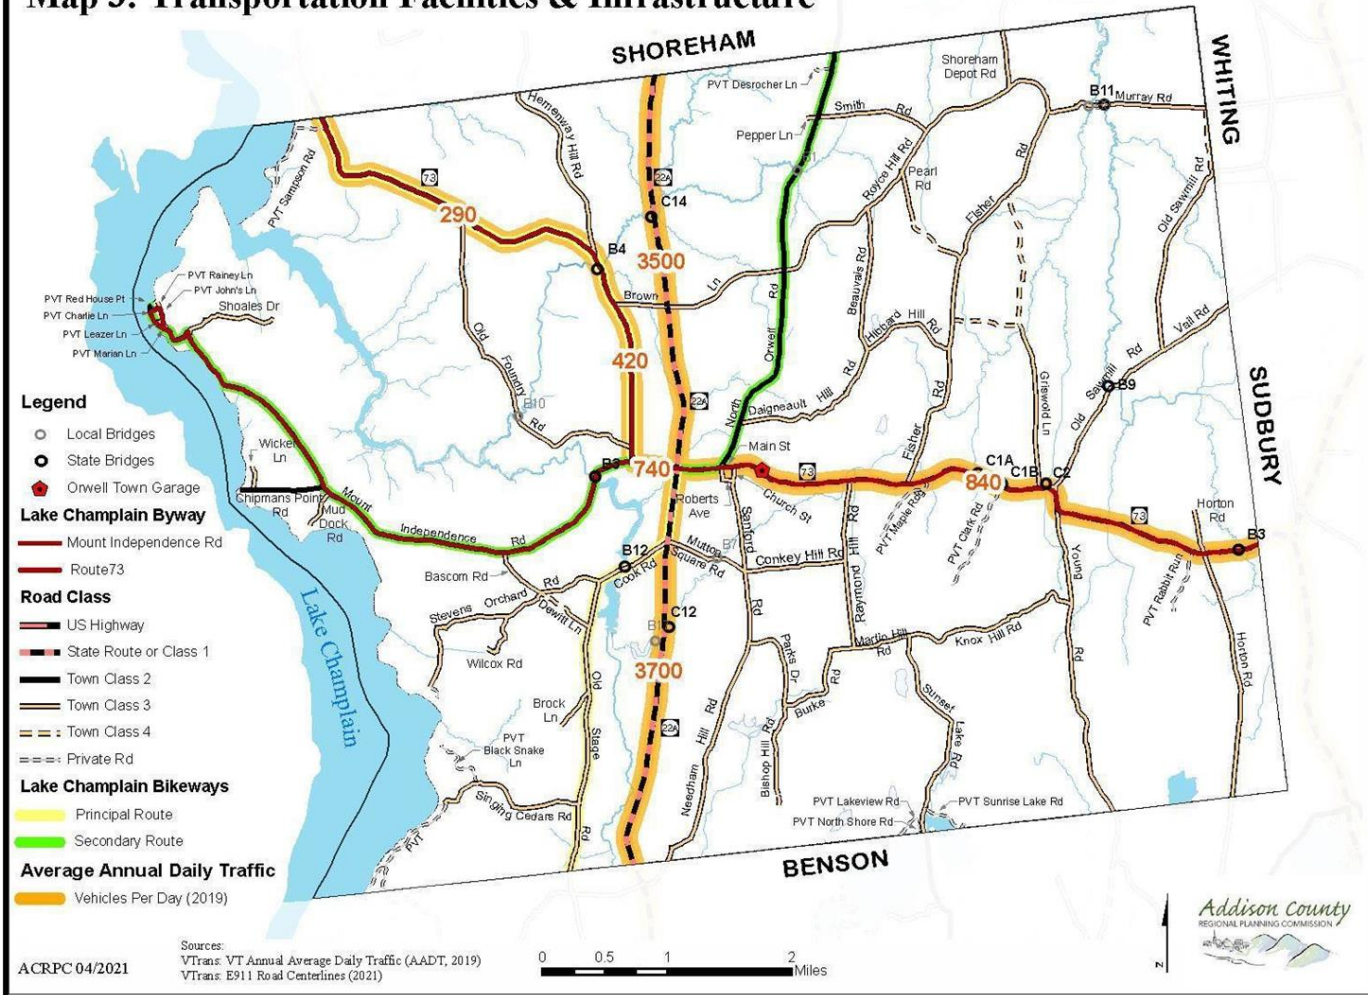 Map 3: Transportation Facilities & Infrastructure
SHOREHAM
WHITING
SUDBURY
BENSON
PVT Desrocher Ln
Shoreham
Depot Rd
B11
Murray Rd
Hemenway Hill Rd
Smith Rd
Pepper Ln
PVT Sampson Rd
73
22A
Royce Hill Rd
Pearl
Rd
Fisher Rd
Old Sawmill Rd
290
C14
B4
3500
Brown Ln
Beauvais Rd
PVT Rainey Ln
PVT John's Ln
PVT Red House Pt
PVT Charlie Ln
Shoales Dr
PVT Leazer Ln
PVT Marian Ln
Hibbard Hill Rd
Vail Rd
Old Foundry Rd
420
North Orwell Rd
22A
B10
Daigneault Hill Rd
Fisher Rd
Griswold Ln
Old Sawmill Rd
B9
Legend
Local Bridges
State Bridges
Orwell Town Garage
Lake Champlain Byway
Mount Independence Rd
Route73
Road Class
US Highway
State Route or Class 1
Town Class 2
Town Class 3
Town Class 4
Private Rd
Lake Champlain Bikeways
Principal Route
Secondary Route
Average Annual Daily Traffic
Vehicles Per Day (2019)
Main St
740
73
C1A
C1B
C2
840
Wicker
Ln
Chipmans Point
Rd
Mud
Dock
Rd
Mount Independence Rd
Roberts
Ave
Church St
Sanford Rd
PVT Maple Rdg
PVT Clark Rd
73
Horton
Rd
B3
B12
Cook Rd
Mutton
Square Rd
B7
Conkey Hill Rd
Raymond Hill Rd
Young Rd
PVT Rabbit Run
Bascom Rd
Stevens Orchard Rd
Dewitt Ln
Lake Champlain
C12
3700
Wilcox Rd
Parks Dr
Martin Hill
Rd
Knox Hill Rd
Horton Rd
Brock
Ln
Old Stage Rd
22A
Burke Rd
Sunset Lake Rd
PVT
Black Snake
Ln
Needham Hill Rd
Bishop Hill Rd
PVT Singing Cedars Rd
PVT Lakeview Rd
PVT Sunrise Lake Rd
PVT North Shore Rd
Addison County
REGIONAL PLANNING COMMISSION
ACRPC 04/2021
Sources:
VTrans: VT Annual Average Daily Traffic (AADT, 2019)
VTrans: E911 Road Centerlines (2021)
0 0.5 1 2
Miles
N